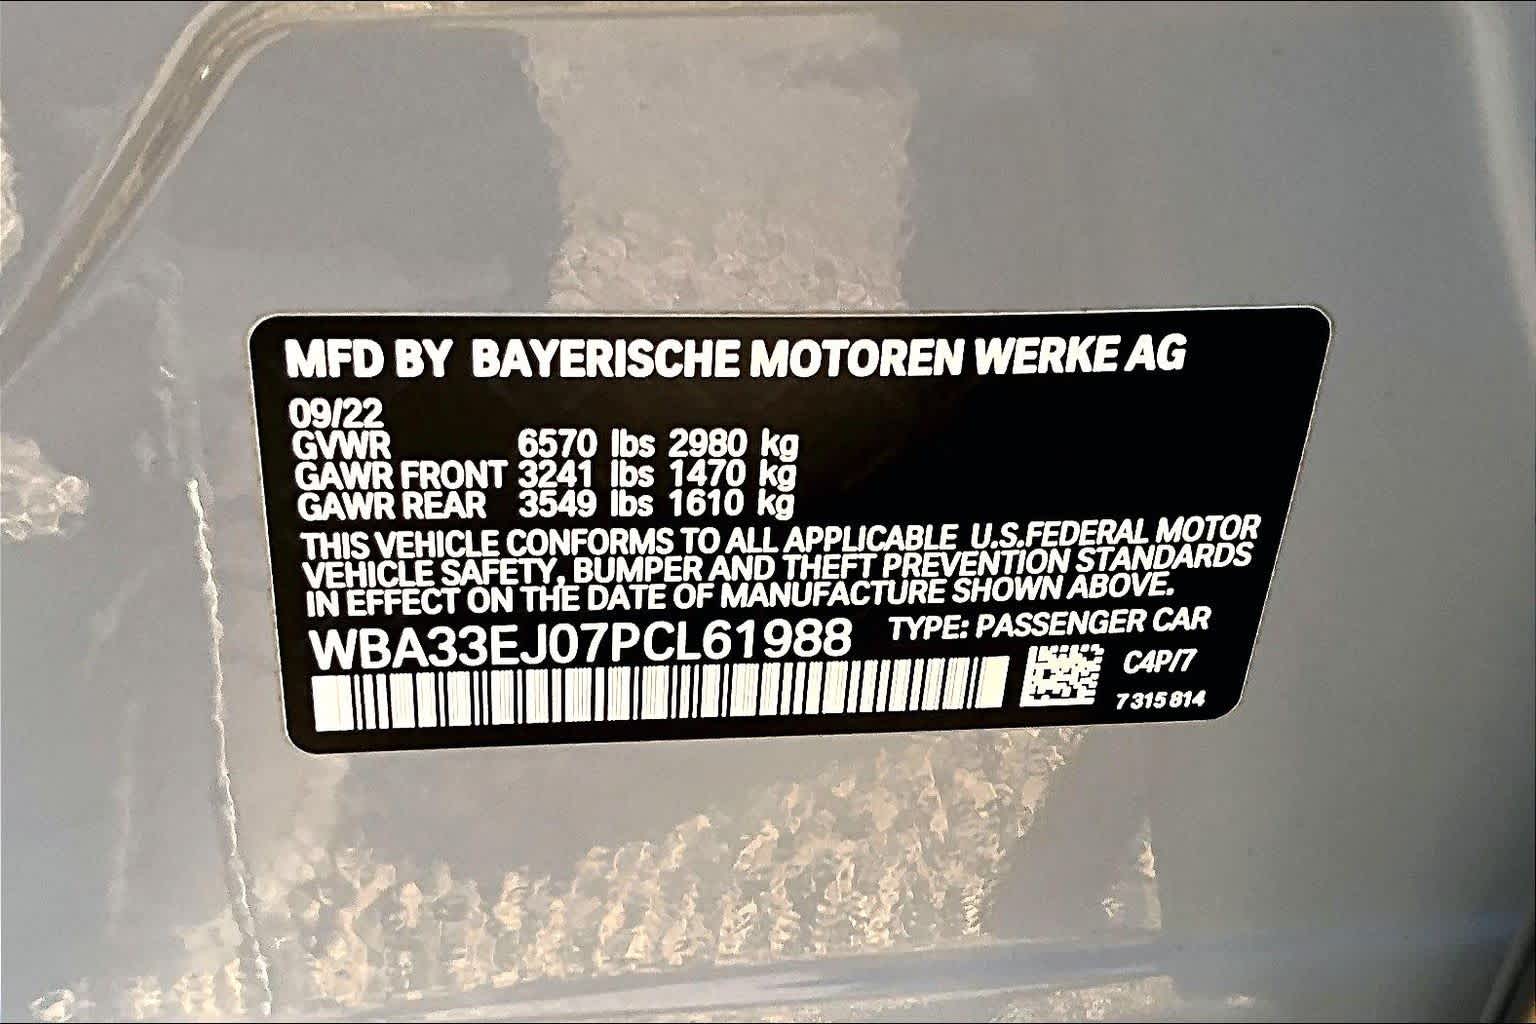 MFD BY BAYERISCHE MOTOREN WERKE AG
09/22
GVWR 6570 lbs 2980 kg
GAWR FRONT 3241 lbs 1470 kg
GAWR REAR 3549 lbs 1610 kg
THIS VEHICLE CONFORMS TO ALL APPLICABLE U.S.FEDERAL MOTOR
VEHICLE SAFETY, BUMPER AND THEFT PREVENTION STANDARDS
IN EFFECT ON THE DATE OF MANUFACTURE SHOWN ABOVE.
WBA33EJ07PCL61988 TYPE: PASSENGER CAR
C4P/7
7 315 814